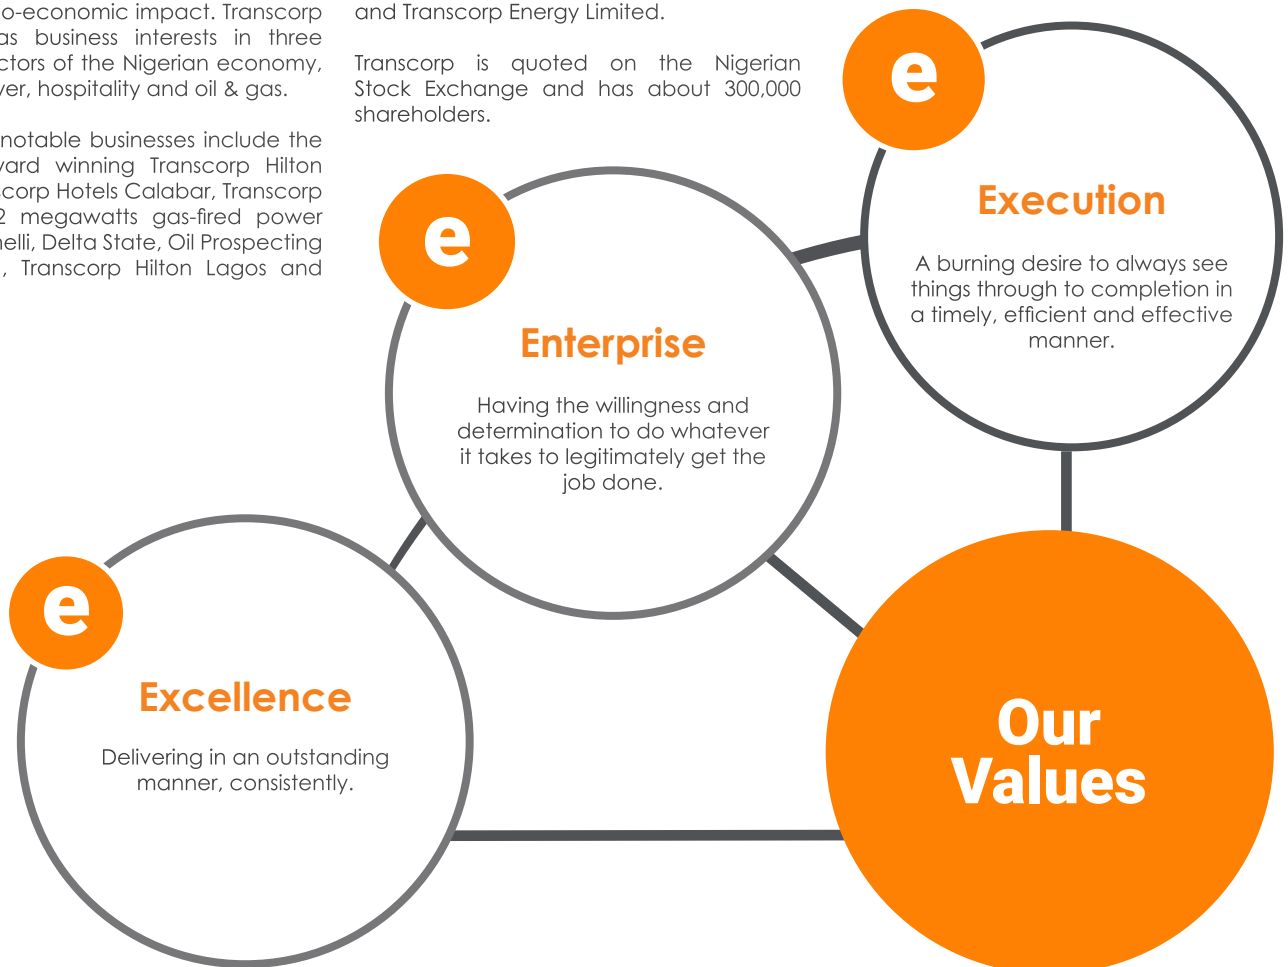 o-economic impact. Transcorp
as business interests in three
ctors of the Nigerian economy,
ver, hospitality and oil & gas.
notable businesses include the
vard winning Transcorp Hilton
scorp Hotels Calabar, Transcorp
2 megawatts gas-fired power
nelli, Delta State, Oil Prospecting
, Transcorp Hilton Lagos and
and Transcorp Energy Limited.
Transcorp is quoted on the Nigerian
Stock Exchange and has about 300,000
shareholders.
e
Execution
A burning desire to always see
things through to completion in
a timely, efficient and effective
manner.
e
Enterprise
Having the willingness and
determination to do whatever
it takes to legitimately get the
job done.
e
Excellence
Delivering in an outstanding
manner, consistently.
Our
Values